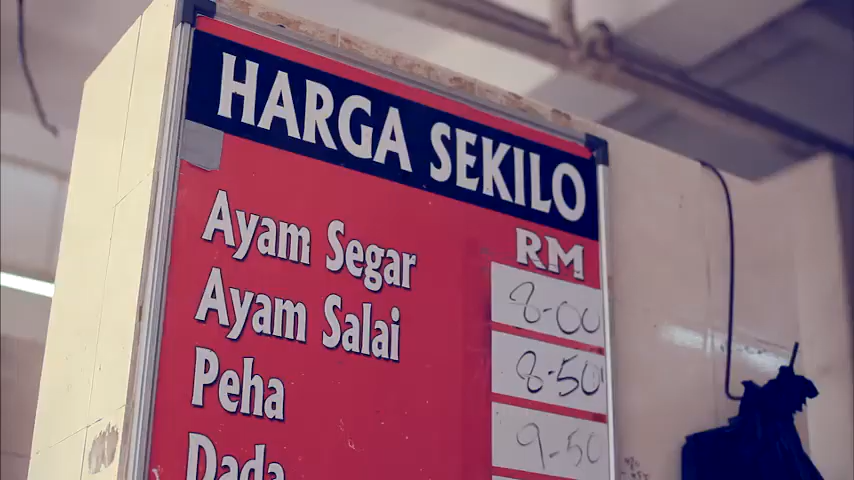 HARGA SEKILO
RM
Ayam Segar 8-00
Ayam Salai 8-50
Peha 9-50
Dada